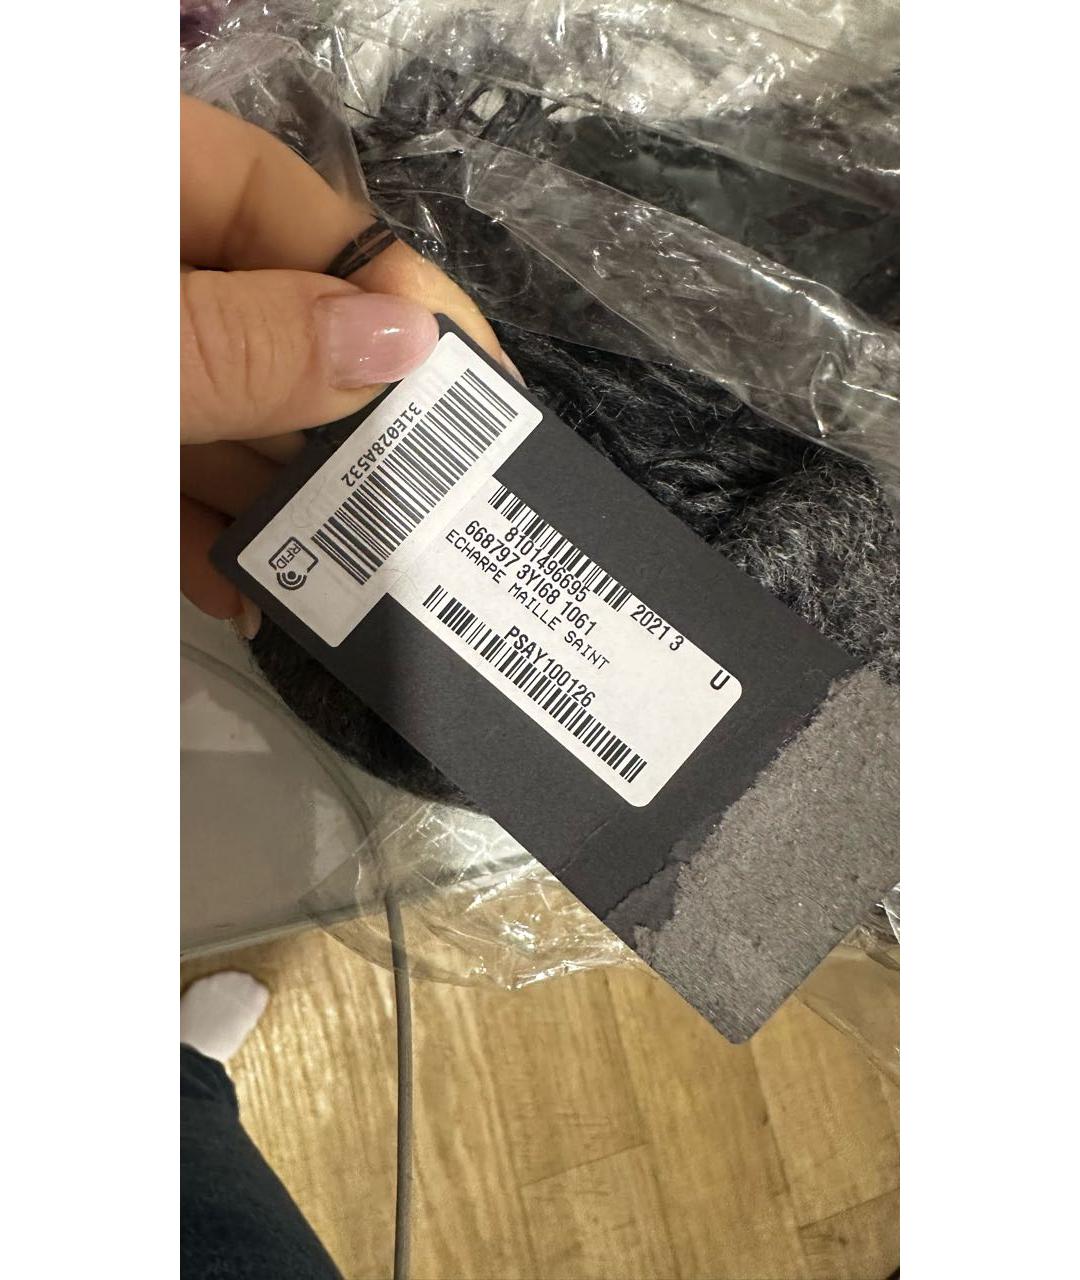 31E028A532
RFID
8101496695 2021 3
668797 3YI68 1061
ECHARPE MAILLE SAINT
U
PSAY100126